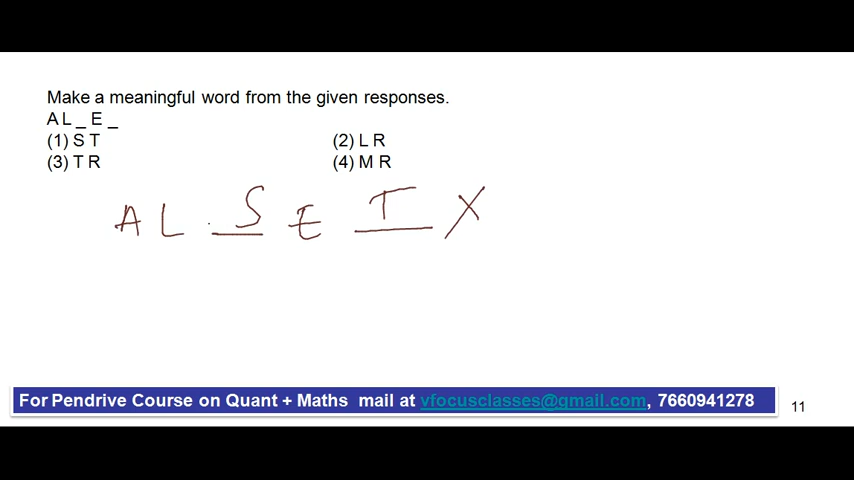 Make a meaningful word from the given responses.
A L _ E _
(1) S T (2) L R
(3) T R (4) M R
A L S E T X
For Pendrive Course on Quant + Maths mail at vfocusclasses@gmail.com, 7660941278
11